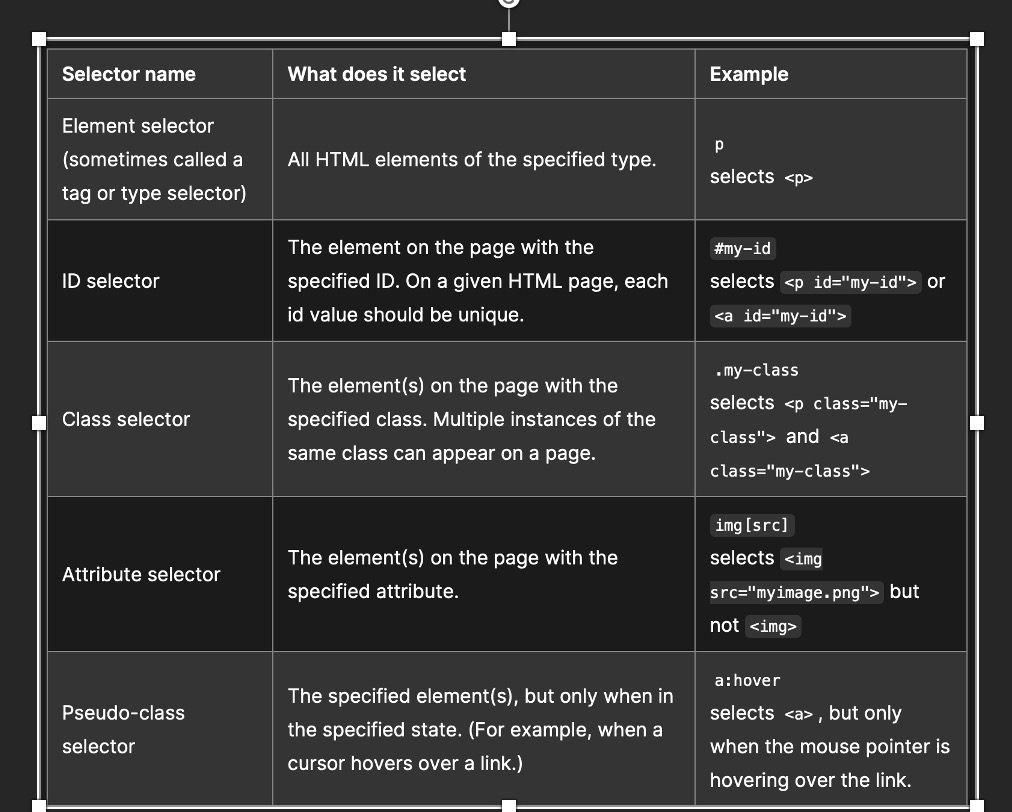 Selector name
What does it select
Example
Element selector
(sometimes called a
tag or type selector)
All HTML elements of the specified type.
p
selects <p>
ID selector
The element on the page with the
specified ID. On a given HTML page, each
id value should be unique.
#my-id
selects <p id="my-id"> or
<a id="my-id">
Class selector
The element(s) on the page with the
specified class. Multiple instances of the
same class can appear on a page.
.my-class
selects <p class="my-
class"> and <a
class="my-class">
Attribute selector
The element(s) on the page with the
specified attribute.
img[src]
selects <img
src="myimage.png"> but
not <img>
Pseudo-class
selector
The specified element(s), but only when in
the specified state. (For example, when a
cursor hovers over a link.)
a:hover
selects <a>, but only
when the mouse pointer is
hovering over the link.